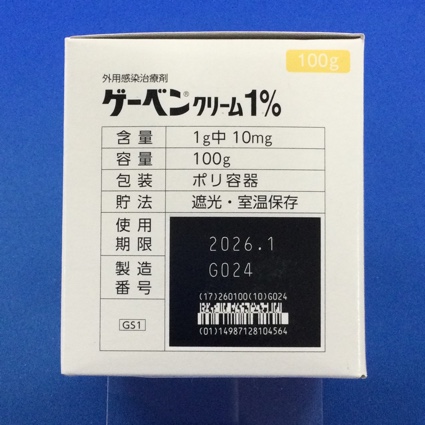 100g
外用感染治療剤
ゲーベン®クリーム1%
含量 1g中 10mg
容量 100g
包装 ポリ容器
貯法 遮光・室温保存
使用期限 2026.1
製造番号 G024
(17)260100(10)G024
GS1
(01)14987128104564